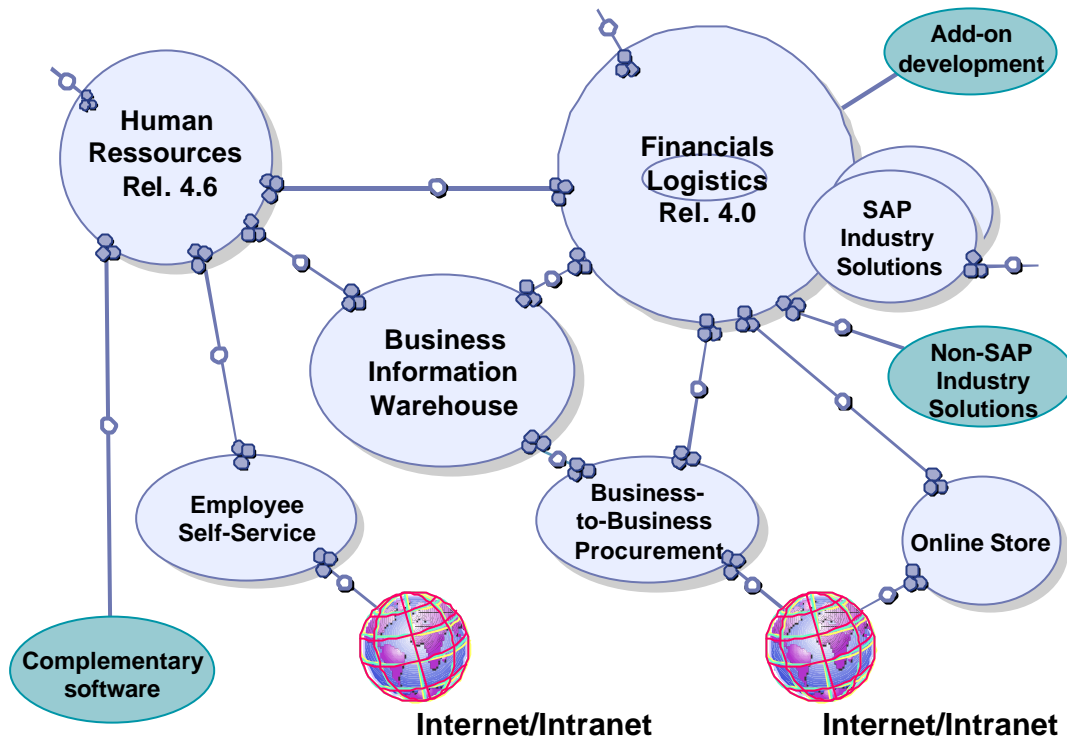 Add-on
development
Human
Ressources
Rel. 4.6
Financials
Logistics
Rel. 4.0
SAP
Industry
Solutions
Business
Information
Warehouse
Non-SAP
Industry
Solutions
Employee
Self-Service
Business-
to-Business
Procurement
Online Store
Complementary
software
Internet/Intranet
Internet/Intranet